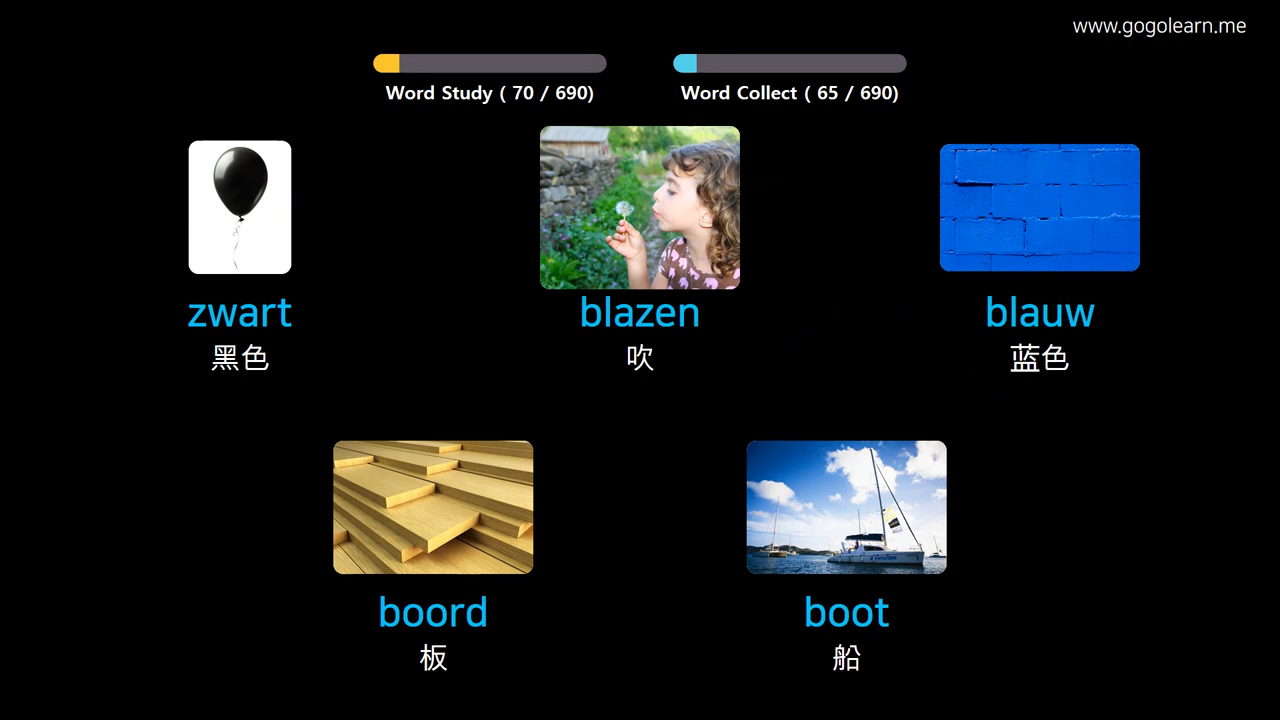 www.gogolearn.me
Word Study ( 70 / 690)
Word Collect ( 65 / 690)
zwart
黑色
blazen
吹
blauw
蓝色
boord
板
boot
船